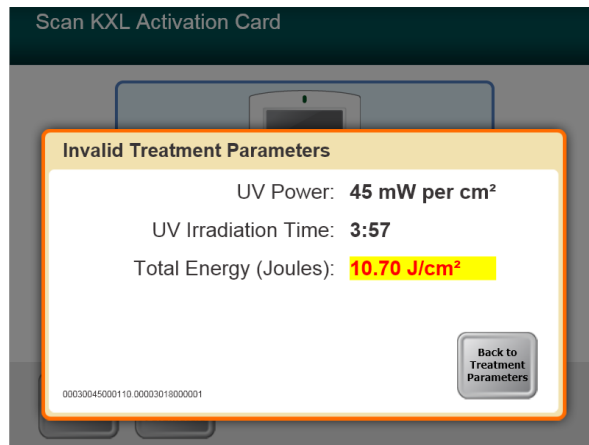 Scan KXL Activation Card
Invalid Treatment Parameters
UV Power: 45 mW per cm²
UV Irradiation Time: 3:57
Total Energy (Joules): 10.70 J/cm²
Back to
Treatment
Parameters
00030045000110.00003018000001